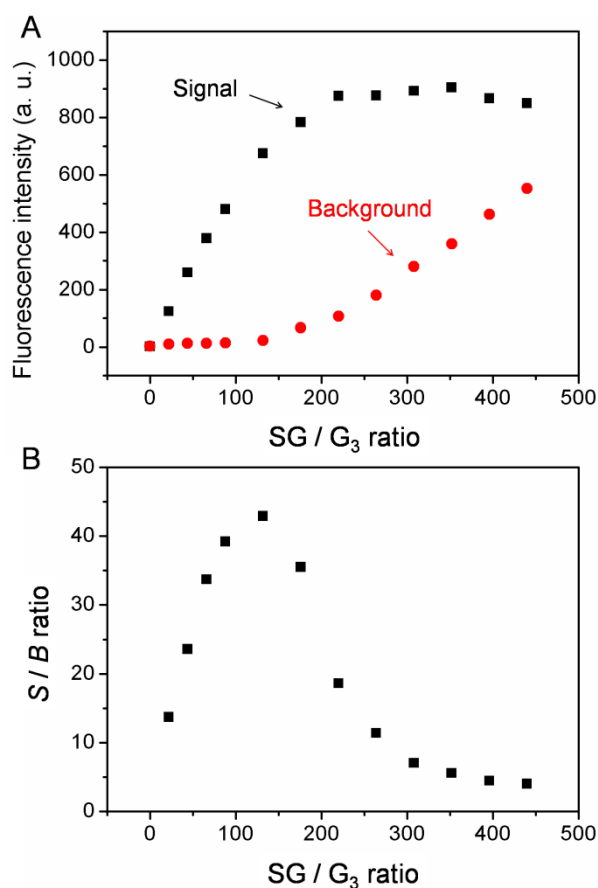 A
Fluorescence intensity (a. u.)
1000
800
600
400
200
0
Signal
Background
0 100 200 300 400 500
SG / G₃ ratio
B
S / B ratio
50
40
30
20
10
0
0 100 200 300 400 500
SG / G₃ ratio